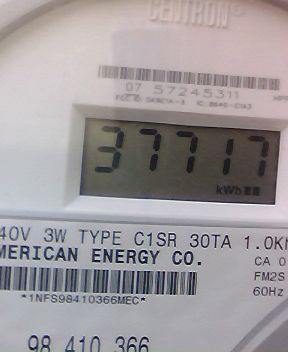 CENTRON®
07 57245311
37717
kWh
40V 3W TYPE C1SR 30TA 1.0K
MERICAN ENERGY CO.
CA 0
FM2S
60Hz
*1NFS98410366MEC*
98 410 366